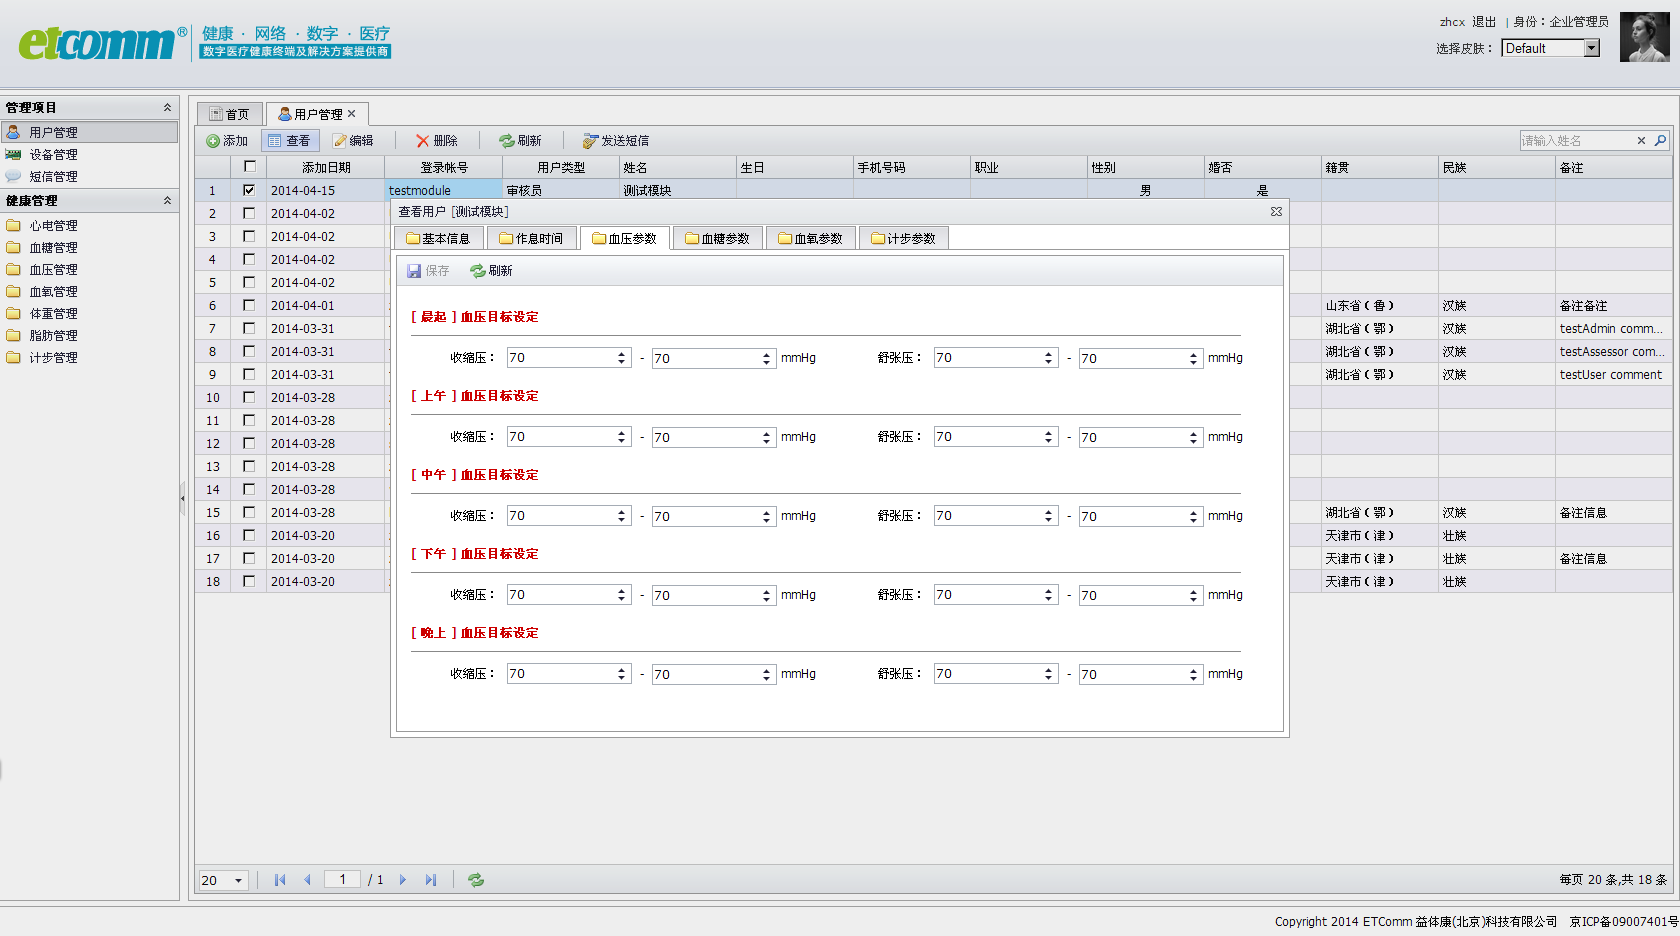 etcomm®
健康 · 网络 · 数字 · 医疗
数字医疗健康终端及解决方案提供商
zhcx 退出 | 身份：企业管理员
选择皮肤： Default
管理项目
用户管理
设备管理
短信管理
健康管理
心电管理
血糖管理
血压管理
血氧管理
体重管理
脂肪管理
计步管理
首页 用户管理
添加 查看 编辑 删除 刷新 发送短信 请输入姓名
添加日期 登录帐号 用户类型 姓名 生日 手机号码 职业 性别 婚否 籍贯 民族 备注
1 2014-04-15 testmodule 审核员 测试模块 男 是
2 2014-04-02
3 2014-04-02
4 2014-04-02
5 2014-04-02
6 2014-04-01 山东省（鲁） 汉族 备注备注
7 2014-03-31 湖北省（鄂） 汉族 testAdmin comm...
8 2014-03-31 湖北省（鄂） 汉族 testAssessor com...
9 2014-03-31 湖北省（鄂） 汉族 testUser comment
10 2014-03-28
11 2014-03-28
12 2014-03-28
13 2014-03-28
14 2014-03-28
15 2014-03-28 湖北省（鄂） 汉族 备注信息
16 2014-03-20 天津市（津） 壮族
17 2014-03-20 天津市（津） 壮族 备注信息
18 2014-03-20 天津市（津） 壮族
查看用户 [测试模块]
基本信息 作息时间 血压参数 血糖参数 血氧参数 计步参数
保存 刷新
[ 晨起 ] 血压目标设定
收缩压： 70 - 70 mmHg 舒张压： 70 - 70 mmHg
[ 上午 ] 血压目标设定
收缩压： 70 - 70 mmHg 舒张压： 70 - 70 mmHg
[ 中午 ] 血压目标设定
收缩压： 70 - 70 mmHg 舒张压： 70 - 70 mmHg
[ 下午 ] 血压目标设定
收缩压： 70 - 70 mmHg 舒张压： 70 - 70 mmHg
[ 晚上 ] 血压目标设定
收缩压： 70 - 70 mmHg 舒张压： 70 - 70 mmHg
20 1 / 1 每页 20 条,共 18 条
Copyright 2014 ETComm 益体康(北京)科技有限公司 京ICP备09007401号